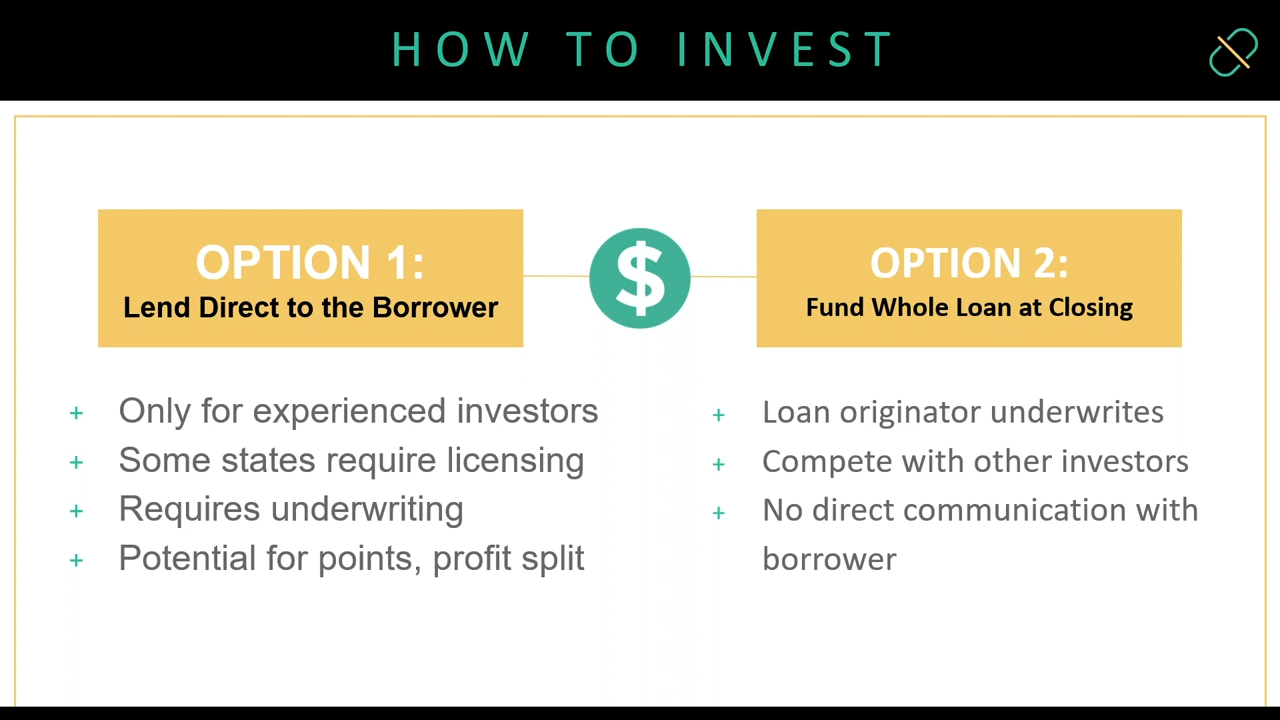 HOW TO INVEST
OPTION 1:
Lend Direct to the Borrower
$
OPTION 2:
Fund Whole Loan at Closing
+ Only for experienced investors
+ Some states require licensing
+ Requires underwriting
+ Potential for points, profit split
+ Loan originator underwrites
+ Compete with other investors
+ No direct communication with
borrower